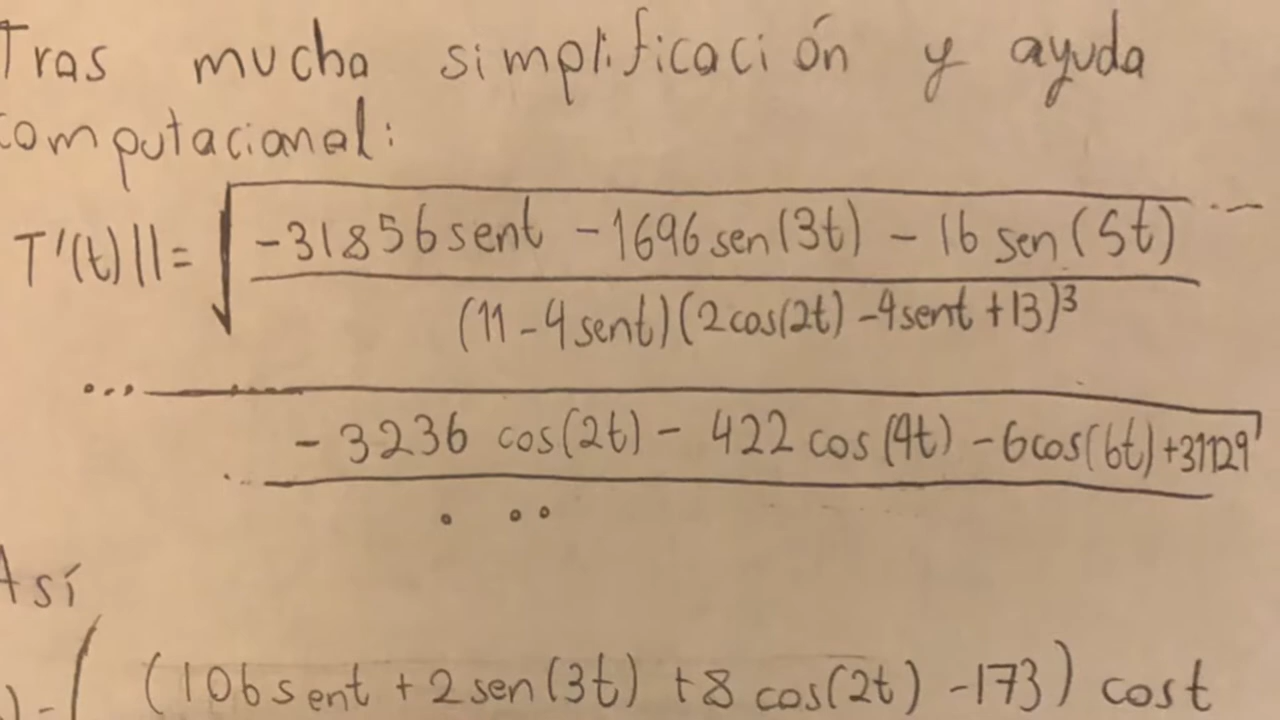 Tras mucha simplificación y ayuda
computacional:
T'(t)||= √ -31856 sent - 1696 sen(3t) - 16 sen(5t) ...
(11 - 4 sent)(2cos(2t) - 4sent + 13)³
... - 3236 cos(2t) - 422 cos(4t) - 6cos(6t) +
...
Así
(106 sent + 2 sen(3t) + 8 cos(2t) - 173) cost